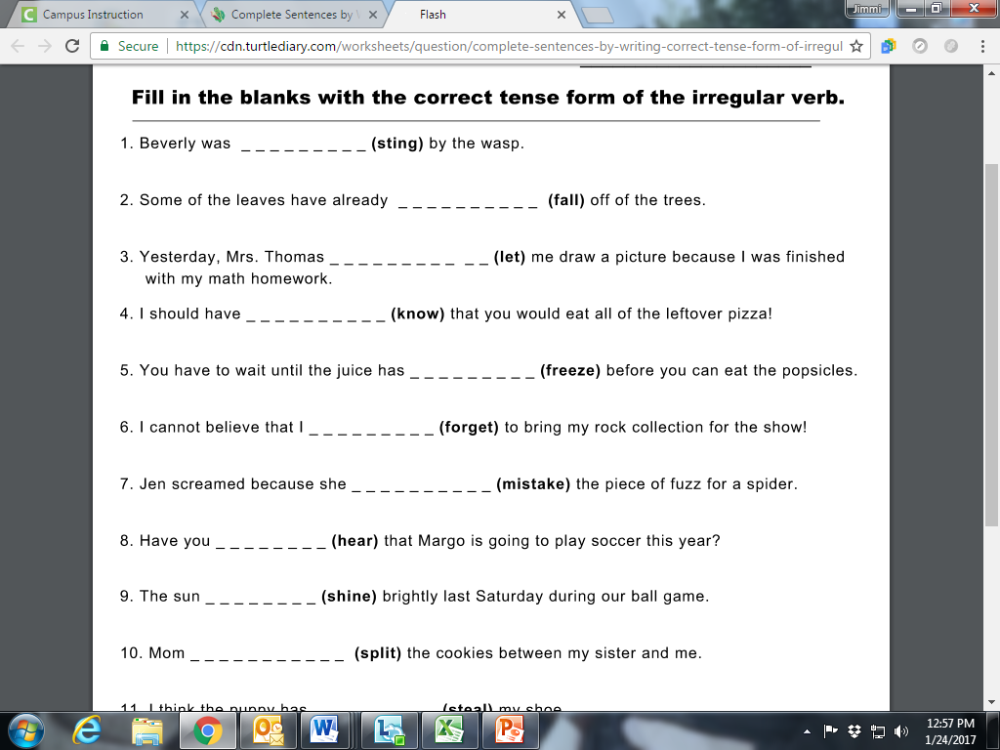 Campus Instruction
Complete Sentences by
Flash
Jimmi
Secure
https://cdn.turtlediary.com/worksheets/question/complete-sentences-by-writing-correct-tense-form-of-irregul
Fill in the blanks with the correct tense form of the irregular verb.
1. Beverly was _ _ _ _ _ _ _ _ _ (sting) by the wasp.
2. Some of the leaves have already _ _ _ _ _ _ _ _ _ _ (fall) off of the trees.
3. Yesterday, Mrs. Thomas _ _ _ _ _ _ _ _ _ _ _ (let) me draw a picture because I was finished
with my math homework.
4. I should have _ _ _ _ _ _ _ _ _ _ (know) that you would eat all of the leftover pizza!
5. You have to wait until the juice has _ _ _ _ _ _ _ _ _ (freeze) before you can eat the popsicles.
6. I cannot believe that I _ _ _ _ _ _ _ _ _ (forget) to bring my rock collection for the show!
7. Jen screamed because she _ _ _ _ _ _ _ _ _ _ (mistake) the piece of fuzz for a spider.
8. Have you _ _ _ _ _ _ _ _ (hear) that Margo is going to play soccer this year?
9. The sun _ _ _ _ _ _ _ _ (shine) brightly last Saturday during our ball game.
10. Mom _ _ _ _ _ _ _ _ _ _ _ (split) the cookies between my sister and me.
11. I think the puppy has (steal) my shoe
12:57 PM
1/24/2017